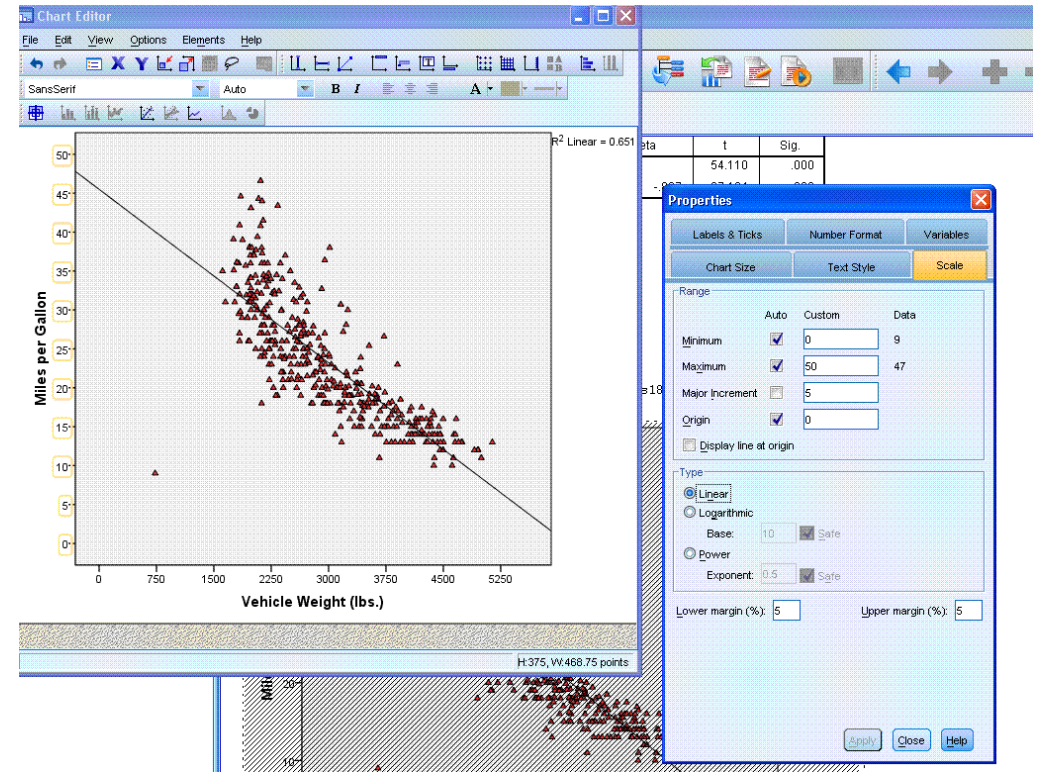 Chart Editor
File Edit View Options Elements Help
X Y
SansSerif Auto B I A
R² Linear = 0.651
50
45
40
35
30
25
20
15
10
5
0
Miles per Gallon
0 750 1500 2250 3000 3750 4500 5250
Vehicle Weight (lbs.)
H:375, W:468.75 points
eta t Sig.
54.110 .000
20
10
Properties
Labels & Ticks Number Format Variables
Chart Size Text Style Scale
Range
Auto Custom Data
Minimum 0 9
Maximum 50 47
Major Increment 5
Origin 0
Display line at origin
Type
Linear
Logarithmic
Base: 10 Safe
Power
Exponent: 0.5 Safe
Lower margin (%): 5 Upper margin (%): 5
Apply Close Help